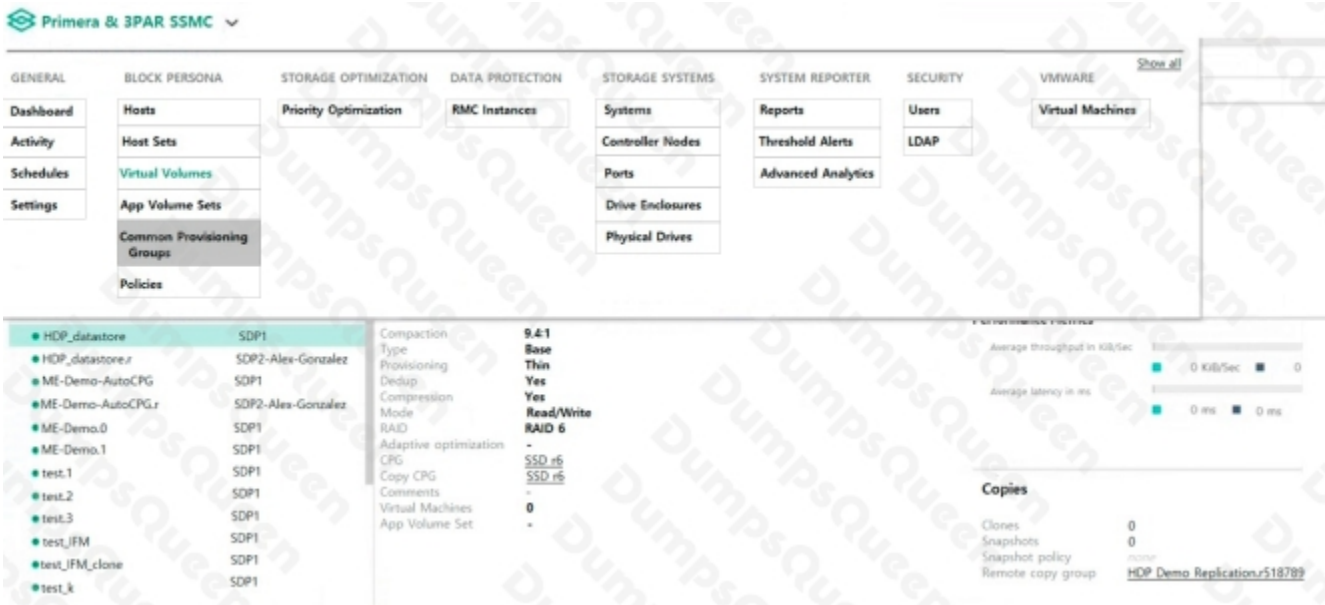 Primera & 3PAR SSMC
Show all
GENERAL
Dashboard
Activity
Schedules
Settings
BLOCK PERSONA
Hosts
Host Sets
Virtual Volumes
App Volume Sets
Common Provisioning
Groups
Policies
STORAGE OPTIMIZATION
Priority Optimization
DATA PROTECTION
RMC Instances
STORAGE SYSTEMS
Systems
Controller Nodes
Ports
Drive Enclosures
Physical Drives
SYSTEM REPORTER
Reports
Threshold Alerts
Advanced Analytics
SECURITY
Users
LDAP
VMWARE
Virtual Machines
HDP_datastore SDP1
HDP_datastore.r SDP2-Alex-Gonzalez
ME-Demo-AutoCPG SDP1
ME-Demo-AutoCPG.r SDP2-Alex-Gonzalez
ME-Demo.0 SDP1
ME-Demo.1 SDP1
test.1 SDP1
test.2 SDP1
test.3 SDP1
test_IFM SDP1
test_IFM_clone SDP1
test_k SDP1
Compaction 9.4:1
Type Base
Provisioning Thin
Dedup Yes
Compression Yes
Mode Read/Write
RAID RAID 6
Adaptive optimization -
CPG SSD r6
Copy CPG SSD r6
Comments -
Virtual Machines 0
App Volume Set -
Performance Metrics
Average throughput in KiB/Sec
0 KiB/Sec 0
Average latency in ms
0 ms 0 ms
Copies
Clones 0
Snapshots 0
Snapshot policy none
Remote copy group HDP Demo Replication.r518789
DumpsQueen